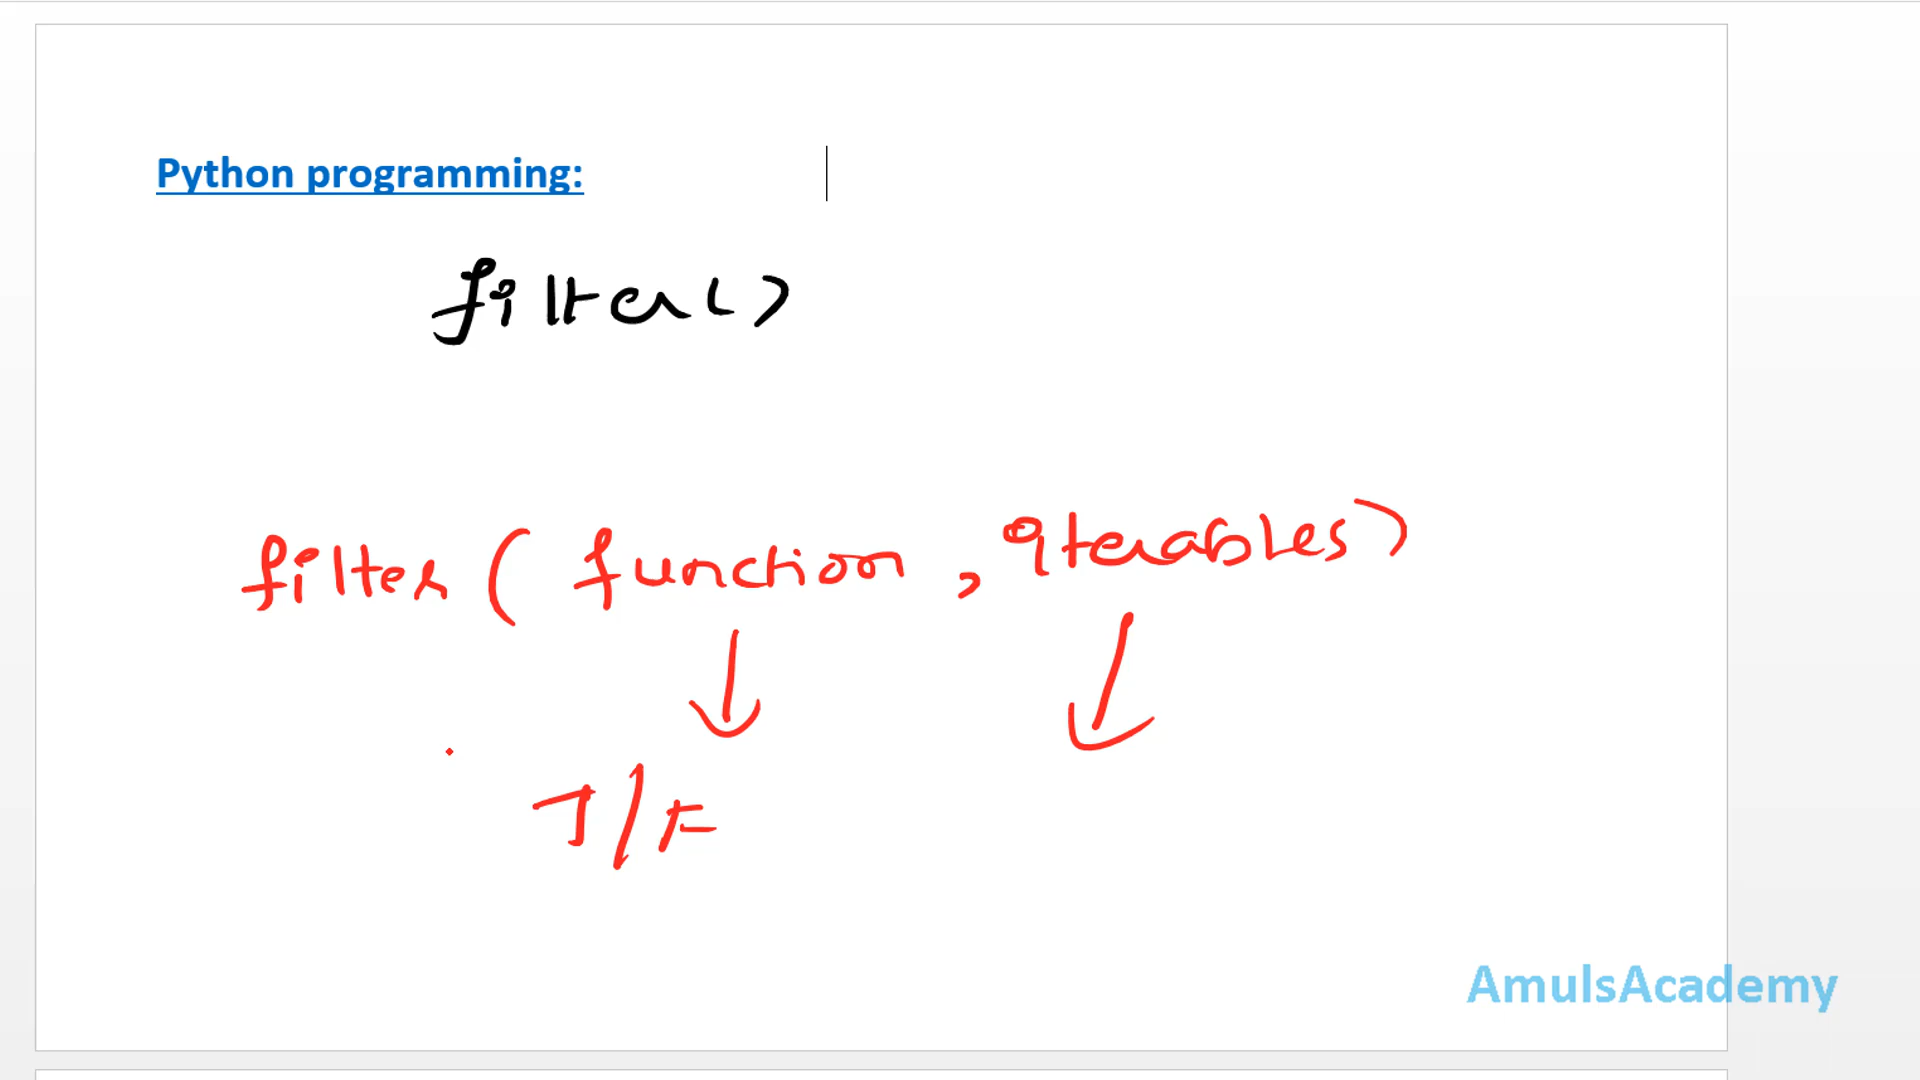 Python programming:
filter()
filter ( function , iterables )
T/F
AmulsAcademy